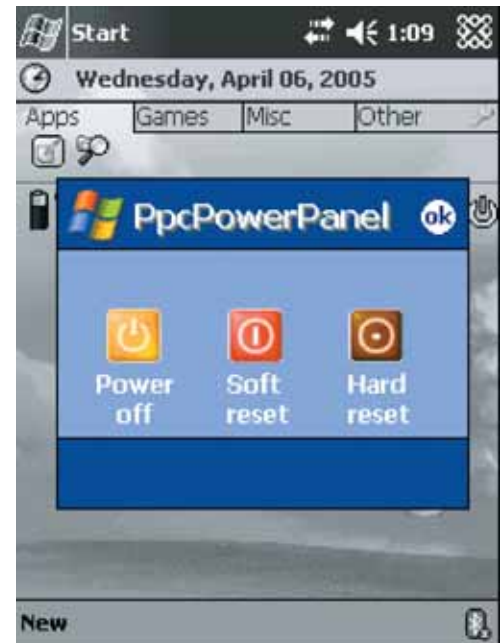 Start 1:09
Wednesday, April 06, 2005
Apps Games Misc Other
PpcPowerPanel ok
Power off
Soft reset
Hard reset
New